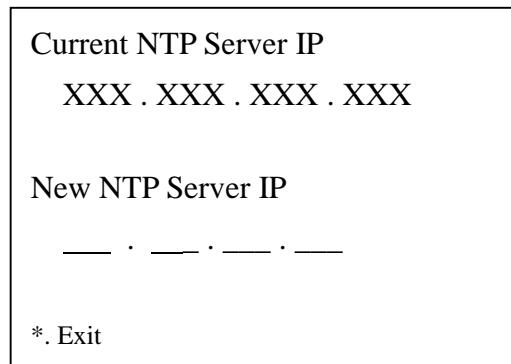 Current NTP Server IP
XXX . XXX . XXX . XXX
New NTP Server IP
___ . ___ . ___ . ___
*. Exit